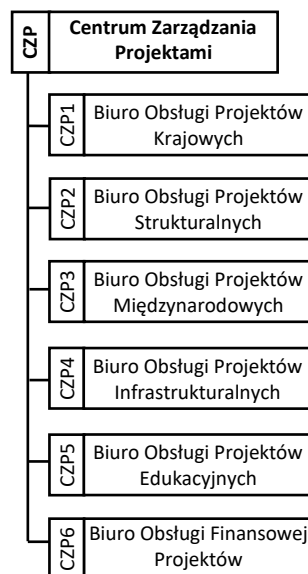 CZP
Centrum Zarządzania
Projektami
CZP1
Biuro Obsługi Projektów
Krajowych
CZP2
Biuro Obsługi Projektów
Strukturalnych
CZP3
Biuro Obsługi Projektów
Międzynarodowych
CZP4
Biuro Obsługi Projektów
Infrastrukturalnych
CZP5
Biuro Obsługi Projektów
Edukacyjnych
CZP6
Biuro Obsługi Finansowej
Projektów